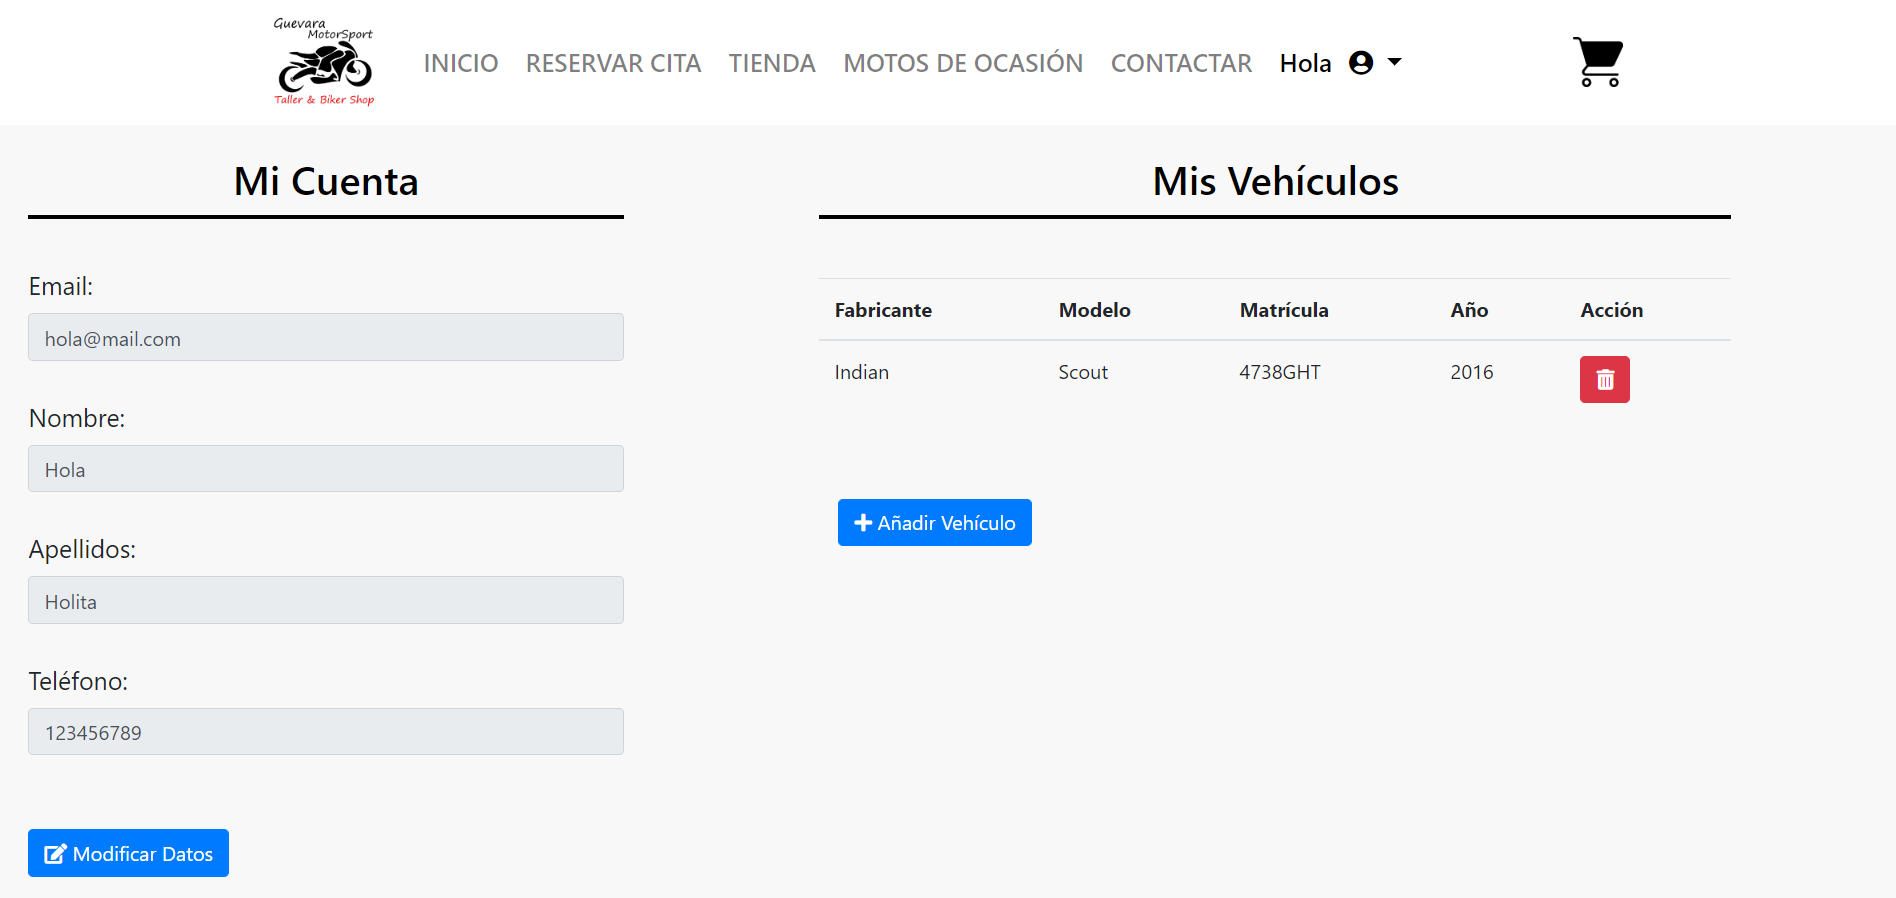 Guevara
MotorSport
Taller & Biker Shop
INICIO RESERVAR CITA TIENDA MOTOS DE OCASIÓN CONTACTAR Hola
Mi Cuenta
Email:
hola@mail.com
Nombre:
Hola
Apellidos:
Holita
Teléfono:
123456789
Modificar Datos
Mis Vehículos
Fabricante Modelo Matrícula Año Acción
Indian Scout 4738GHT 2016
Añadir Vehículo